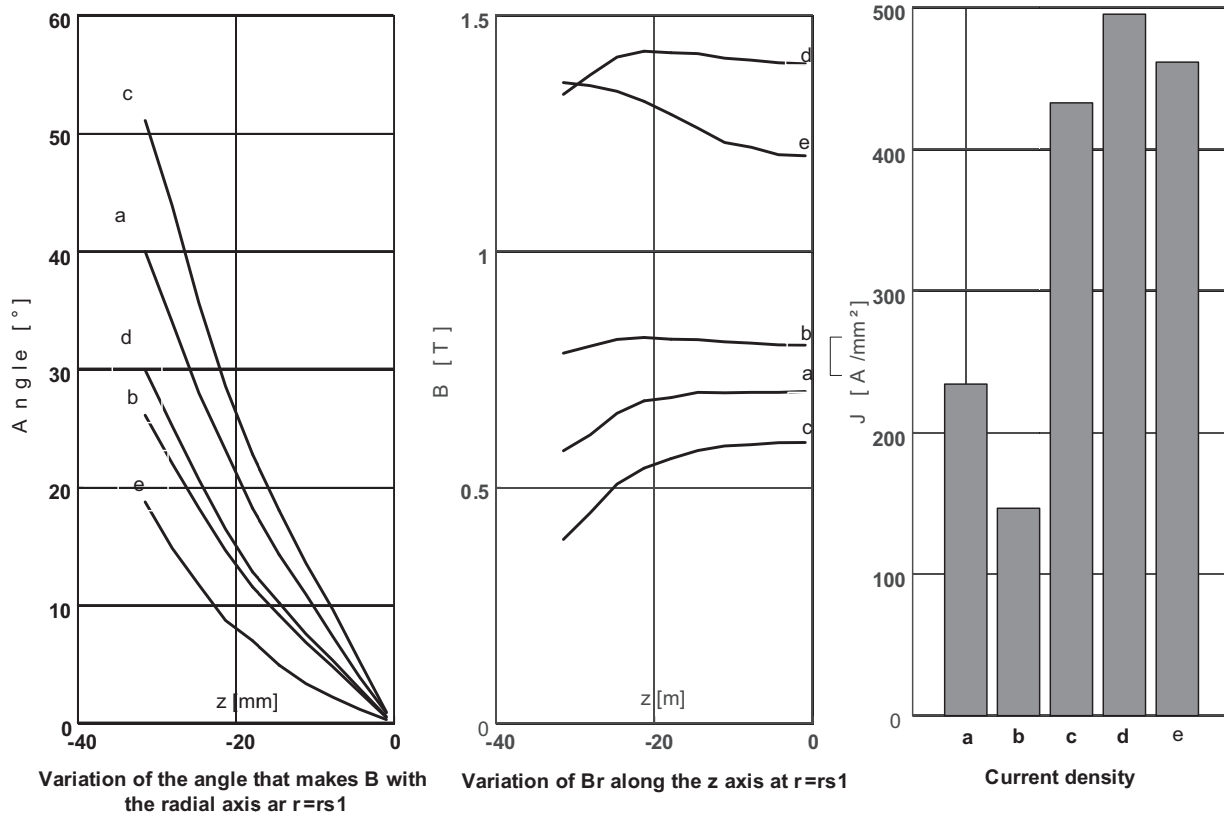 60
50
40
30
20
10
0
-40
-20
0
Angle [°]
c
a
d
b
e
z [mm]
Variation of the angle that makes B with
the radial axis ar r=rs1
1.5
1
0.5
0
-40
-20
0
B [T]
d
e
b
a
c
z [m]
Variation of Br along the z axis at r=rs1
500
400
300
200
100
0
J [A/mm²]
a
b
c
d
e
Current density